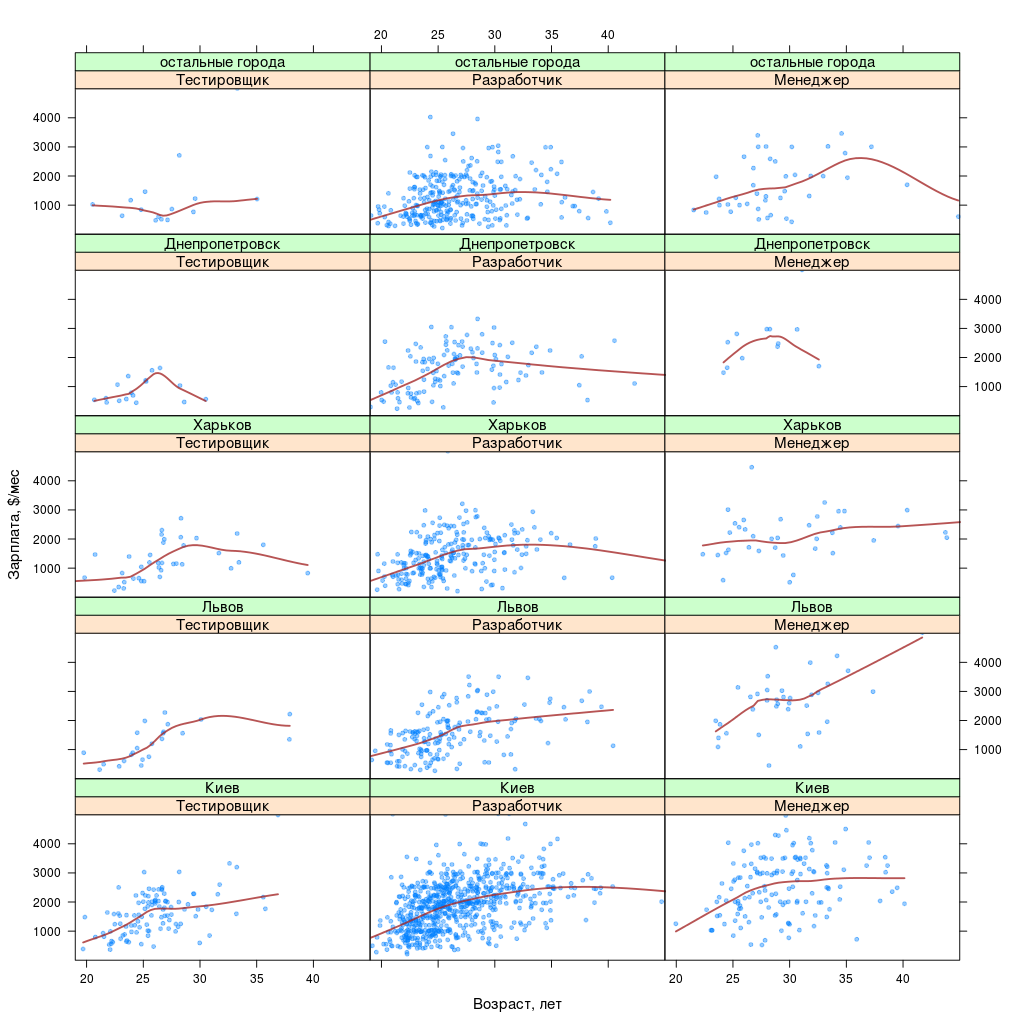 20 25 30 35 40
остальные города остальные города остальные города
Тестировщик Разработчик Менеджер
4000
3000
2000
1000
Днепропетровск Днепропетровск Днепропетровск
Тестировщик Разработчик Менеджер
4000
3000
2000
1000
Харьков Харьков Харьков
Тестировщик Разработчик Менеджер
4000
3000
2000
1000
Львов Львов Львов
Тестировщик Разработчик Менеджер
4000
3000
2000
1000
Киев Киев Киев
Тестировщик Разработчик Менеджер
4000
3000
2000
1000
20 25 30 35 40 20 25 30 35 40
Зарплата, $/мес
Возраст, лет